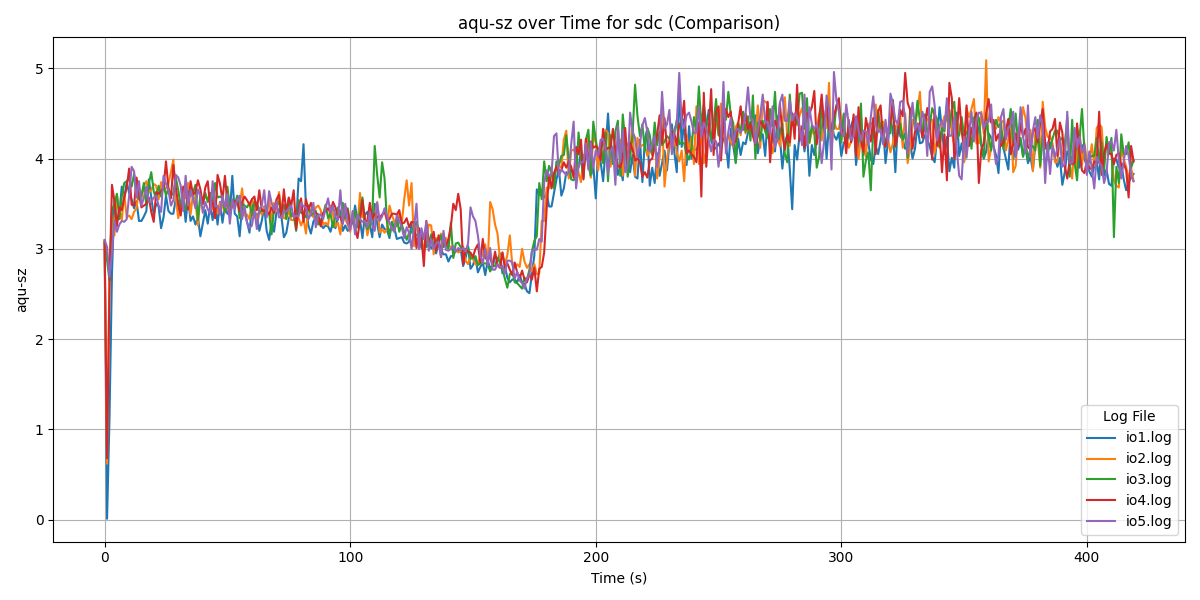 aqu-sz over Time for sdc (Comparison)
aqu-sz
5
4
3
2
1
0
0 100 200 300 400
Time (s)
Log File
io1.log
io2.log
io3.log
io4.log
io5.log